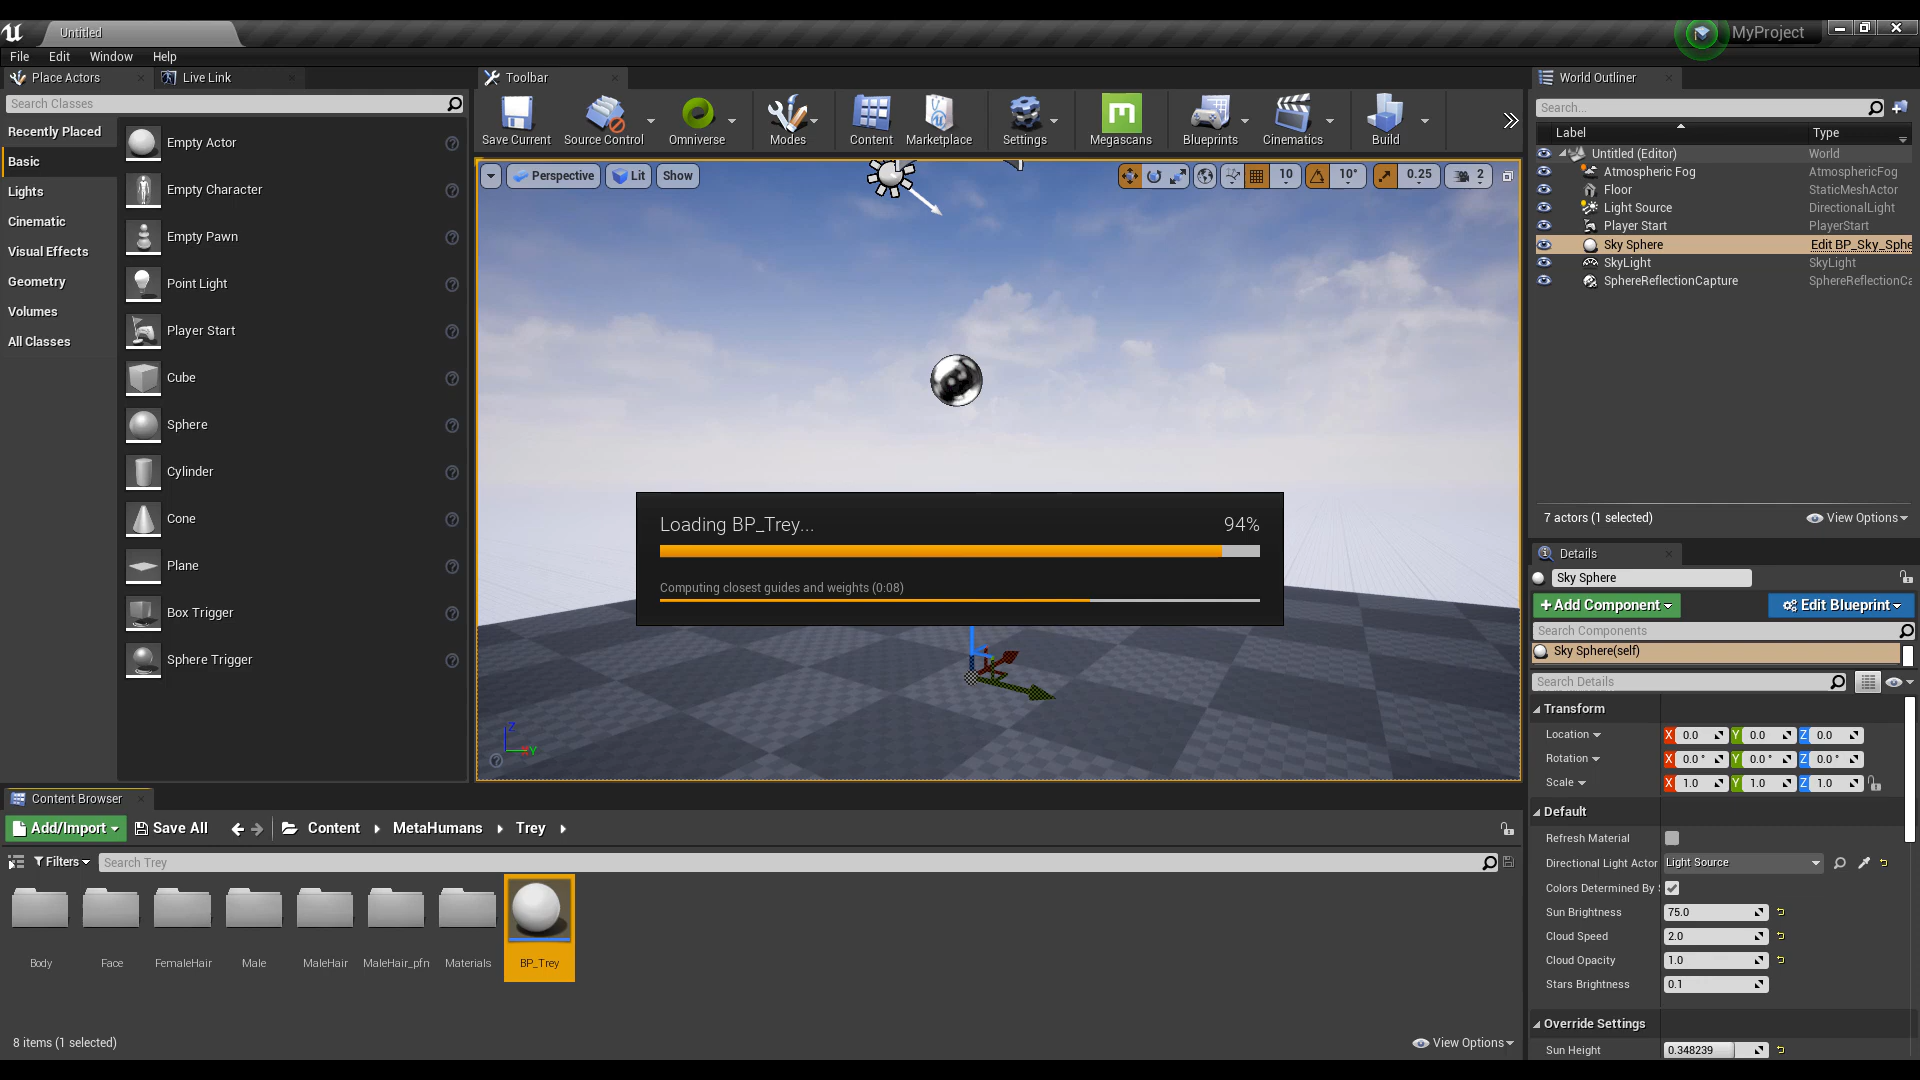 Untitled
MyProject
File Edit Window Help
Place Actors
Live Link
Toolbar
World Outliner
Search Classes
Recently Placed
Basic
Lights
Cinematic
Visual Effects
Geometry
Volumes
All Classes
Empty Actor
Empty Character
Empty Pawn
Point Light
Player Start
Cube
Sphere
Cylinder
Cone
Plane
Box Trigger
Sphere Trigger
Save Current
Source Control
Omniverse
Modes
Content
Marketplace
Settings
Megascans
Blueprints
Cinematics
Build
Perspective
Lit
Show
10
10°
0.25
2
Loading BP_Trey...
94%
Computing closest guides and weights (0:08)
Z
Y
Search...
Label Type
Untitled (Editor) World
Atmospheric Fog AtmosphericFog
Floor StaticMeshActor
Light Source DirectionalLight
Player Start PlayerStart
Sky Sphere Edit BP_Sky_Sphe
SkyLight SkyLight
SphereReflectionCapture SphereReflectionCa
7 actors (1 selected)
View Options
Details
Sky Sphere
+Add Component
Edit Blueprint
Search Components
Sky Sphere(self)
Search Details
Transform
Location X 0.0 Y 0.0 Z 0.0
Rotation X 0.0 ° Y 0.0 ° Z 0.0 °
Scale X 1.0 Y 1.0 Z 1.0
Default
Refresh Material
Directional Light Actor Light Source
Colors Determined By S
Sun Brightness 75.0
Cloud Speed 2.0
Cloud Opacity 1.0
Stars Brightness 0.1
Override Settings
Sun Height 0.348239
Content Browser
Add/Import
Save All
Content
MetaHumans
Trey
Filters
Search Trey
Body
Face
FemaleHair
Male
MaleHair
MaleHair_pfn
Materials
BP_Trey
8 items (1 selected)
View Options